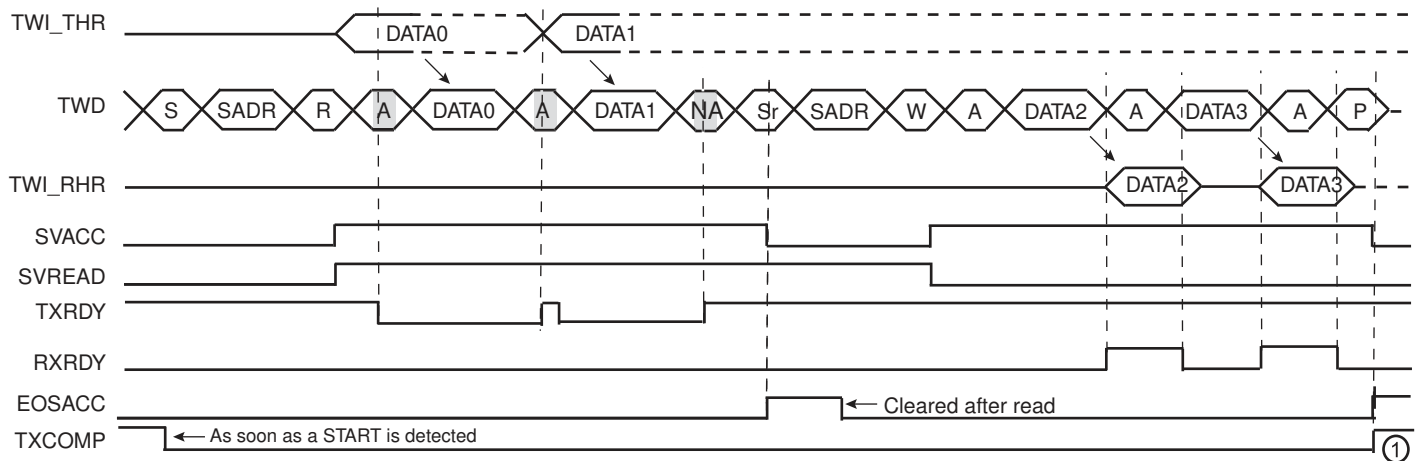 TWI_THR DATA0 DATA1
TWD S SADR R A DATA0 A DATA1 NA Sr SADR W A DATA2 A DATA3 A P
TWI_RHR DATA2 DATA3
SVACC
SVREAD
TXRDY
RXRDY
EOSACC Cleared after read
TXCOMP As soon as a START is detected 1